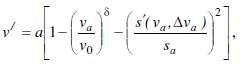 v′ = a[1−(v_a/v_0)^δ −(s′(v_a,Δv_a)/s_a)^2],